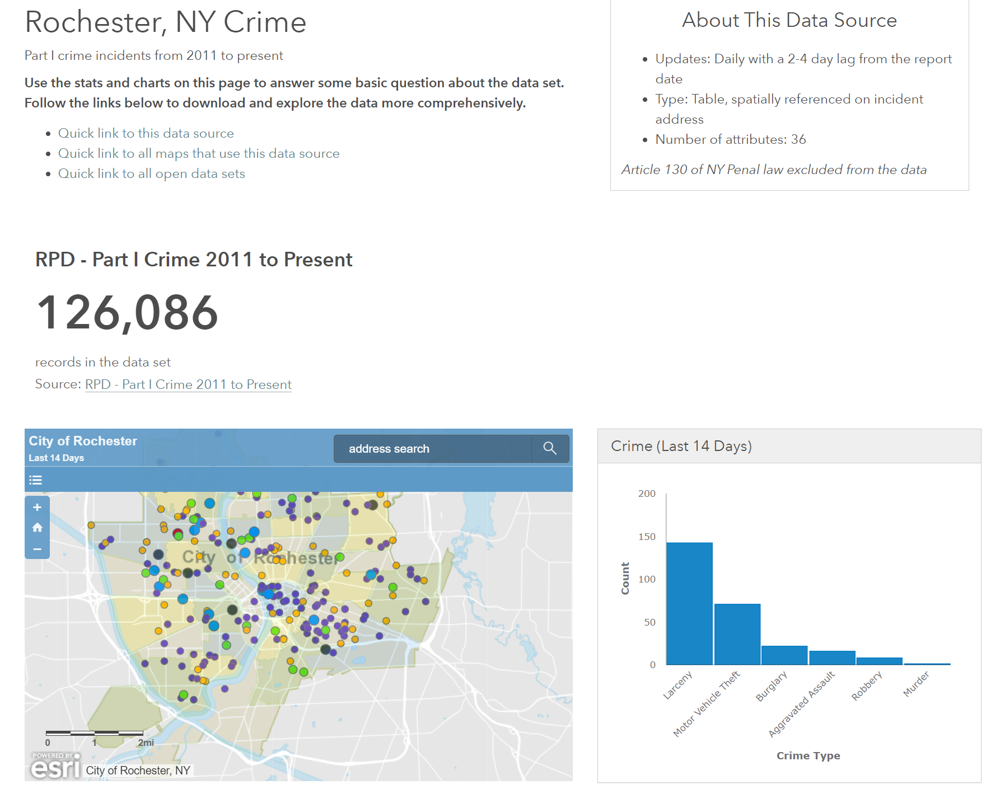 Rochester, NY Crime
Part I crime incidents from 2011 to present
Use the stats and charts on this page to answer some basic question about the data set.
Follow the links below to download and explore the data more comprehensively.
Quick link to this data source
Quick link to all maps that use this data source
Quick link to all open data sets
About This Data Source
Updates: Daily with a 2-4 day lag from the report
date
Type: Table, spatially referenced on incident
address
Number of attributes: 36
Article 130 of NY Penal law excluded from the data
RPD - Part I Crime 2011 to Present
126,086
records in the data set
Source: RPD - Part I Crime 2011 to Present
City of Rochester
Last 14 Days
address search
City of Rochester
0 1 2mi
POWERED BY
esri
City of Rochester, NY
Crime (Last 14 Days)
200
150
100
50
0
Count
Larceny
Motor Vehicle Theft
Burglary
Aggravated Assault
Robbery
Murder
Crime Type